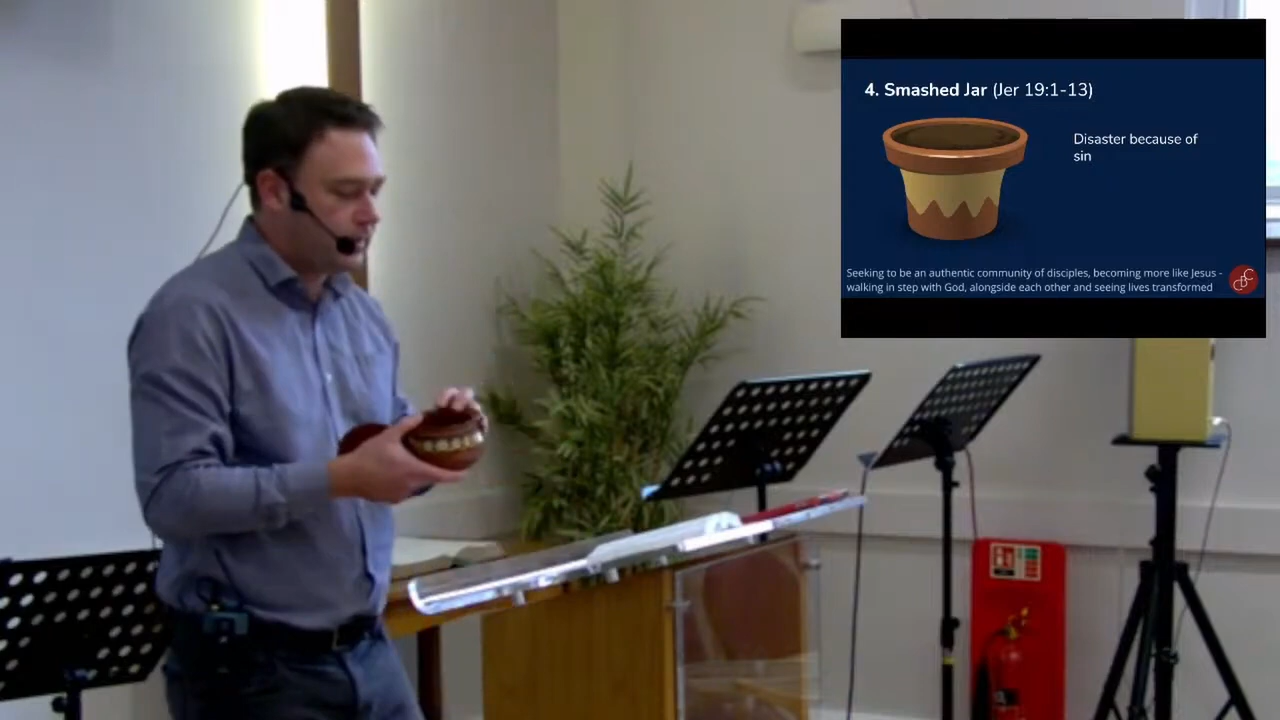 4. Smashed Jar (Jer 19:1-13)
Disaster because of
sin
Seeking to be an authentic community of disciples, becoming more like Jesus -
walking in step with God, alongside each other and seeing lives transformed
CBC